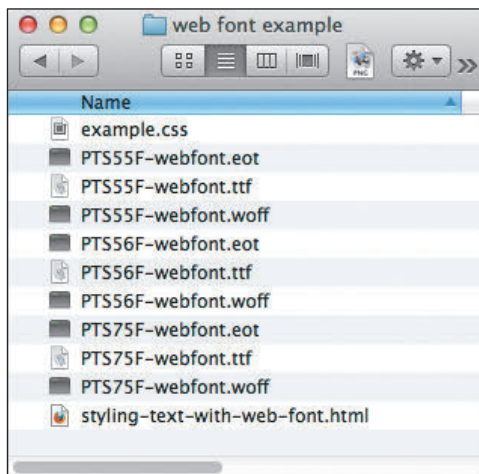 web font example
PNG
Name
example.css
PTS55F-webfont.eot
PTS55F-webfont.ttf
PTS55F-webfont.woff
PTS56F-webfont.eot
PTS56F-webfont.ttf
PTS56F-webfont.woff
PTS75F-webfont.eot
PTS75F-webfont.ttf
PTS75F-webfont.woff
styling-text-with-web-font.html